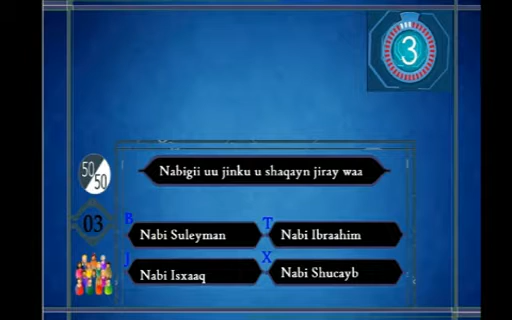 3
50
50
Nabigii uu jinku u shaqayn jiray waa
03
B
Nabi Suleyman
T
Nabi Ibraahim
J
Nabi Isxaaq
X
Nabi Shucayb